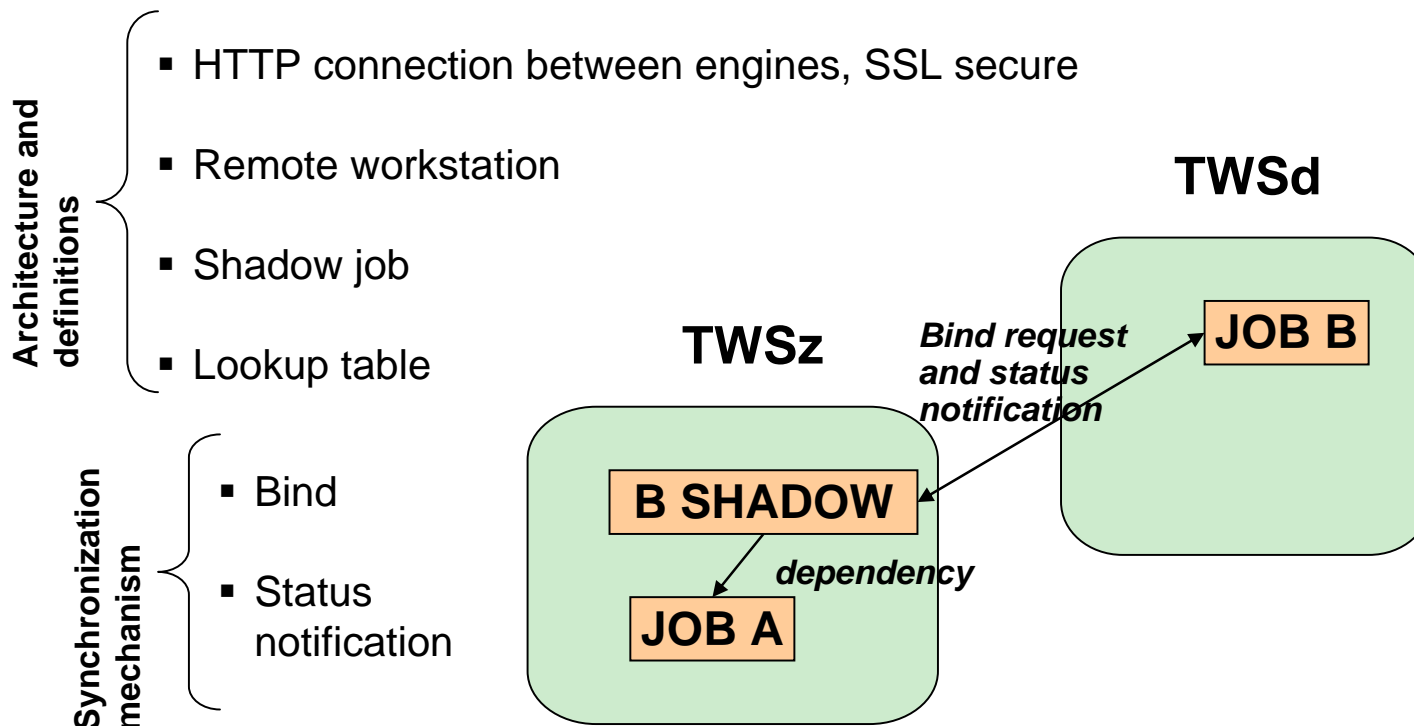 Architecture and
definitions
▪ HTTP connection between engines, SSL secure
▪ Remote workstation
▪ Shadow job
▪ Lookup table
Synchronization
mechanism
▪ Bind
▪ Status
notification
TWSz
B SHADOW
dependency
JOB A
Bind request
and status
notification
TWSd
JOB B